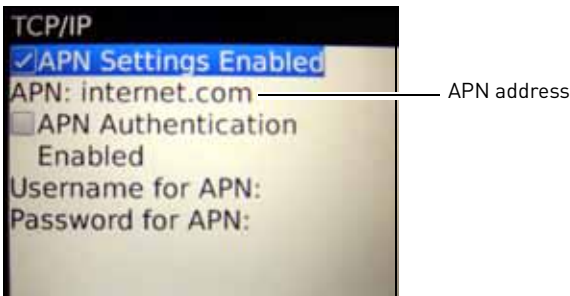 TCP/IP
APN Settings Enabled
APN: internet.com
APN address
APN Authentication
Enabled
Username for APN:
Password for APN: